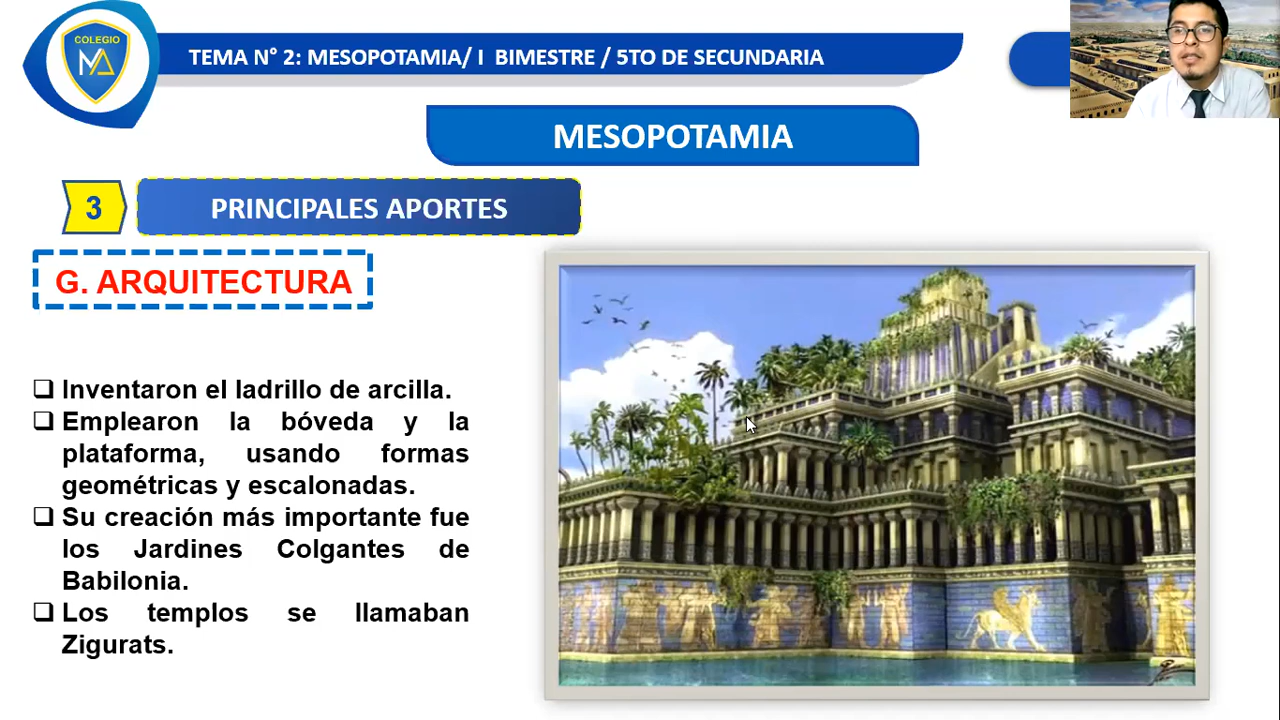 COLEGIO
MA
TEMA N° 2: MESOPOTAMIA/ I BIMESTRE / 5TO DE SECUNDARIA
MESOPOTAMIA
3
PRINCIPALES APORTES
G. ARQUITECTURA
❑ Inventaron el ladrillo de arcilla.
❑ Emplearon la bóveda y la
plataforma, usando formas
geométricas y escalonadas.
❑ Su creación más importante fue
los Jardines Colgantes de
Babilonia.
❑ Los templos se llamaban
Zigurats.